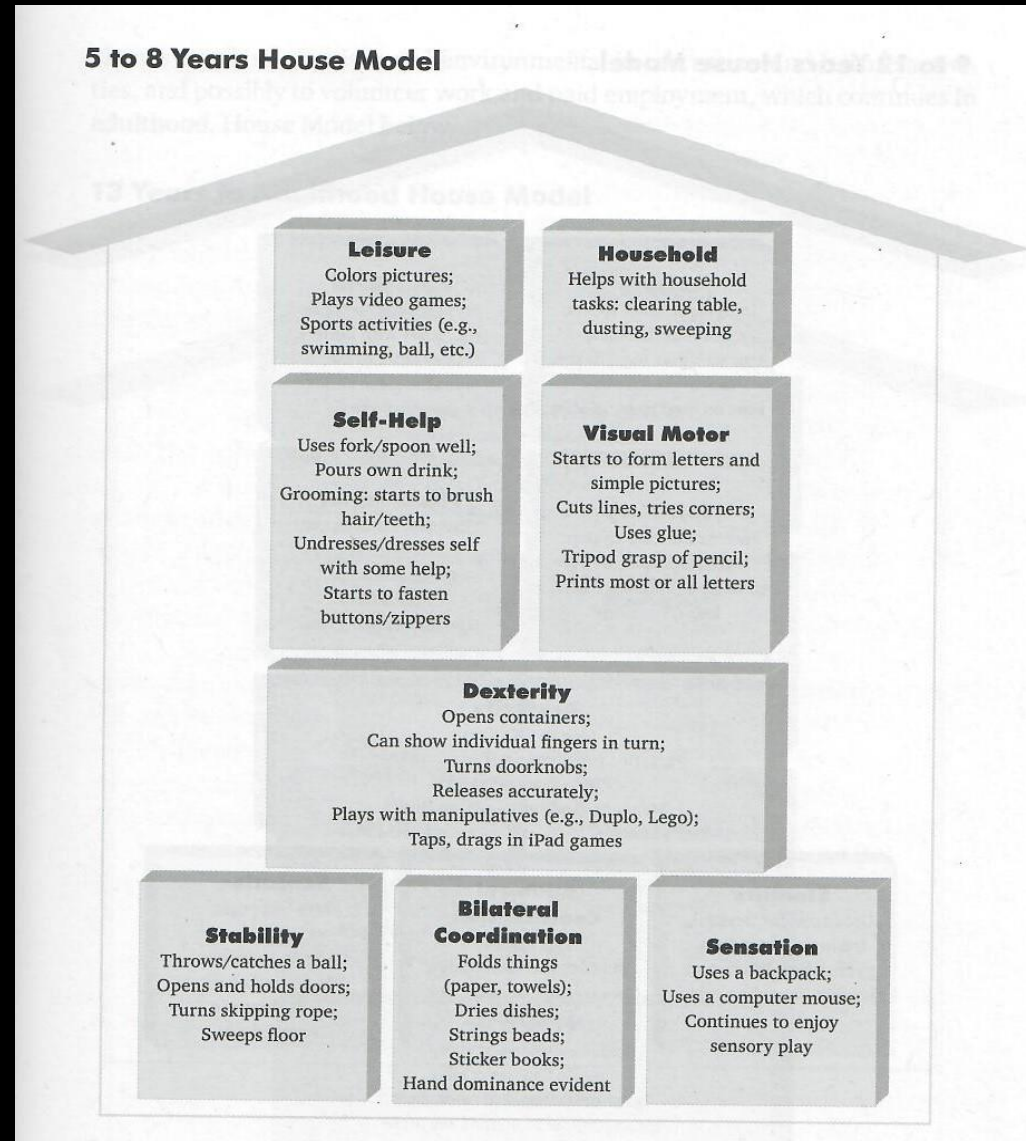 5 to 8 Years House Model
Leisure
Colors pictures;
Plays video games;
Sports activities (e.g.,
swimming, ball, etc.)
Household
Helps with household
tasks: clearing table,
dusting, sweeping
Self-Help
Uses fork/spoon well;
Pours own drink;
Grooming: starts to brush
hair/teeth;
Undresses/dresses self
with some help;
Starts to fasten
buttons/zippers
Visual Motor
Starts to form letters and
simple pictures;
Cuts lines, tries corners;
Uses glue;
Tripod grasp of pencil;
Prints most or all letters
Dexterity
Opens containers;
Can show individual fingers in turn;
Turns doorknobs;
Releases accurately;
Plays with manipulatives (e.g., Duplo, Lego);
Taps, drags in iPad games
Stability
Throws/catches a ball;
Opens and holds doors;
Turns skipping rope;
Sweeps floor
Bilateral
Coordination
Folds things
(paper, towels);
Dries dishes;
Strings beads;
Sticker books;
Hand dominance evident
Sensation
Uses a backpack;
Uses a computer mouse;
Continues to enjoy
sensory play